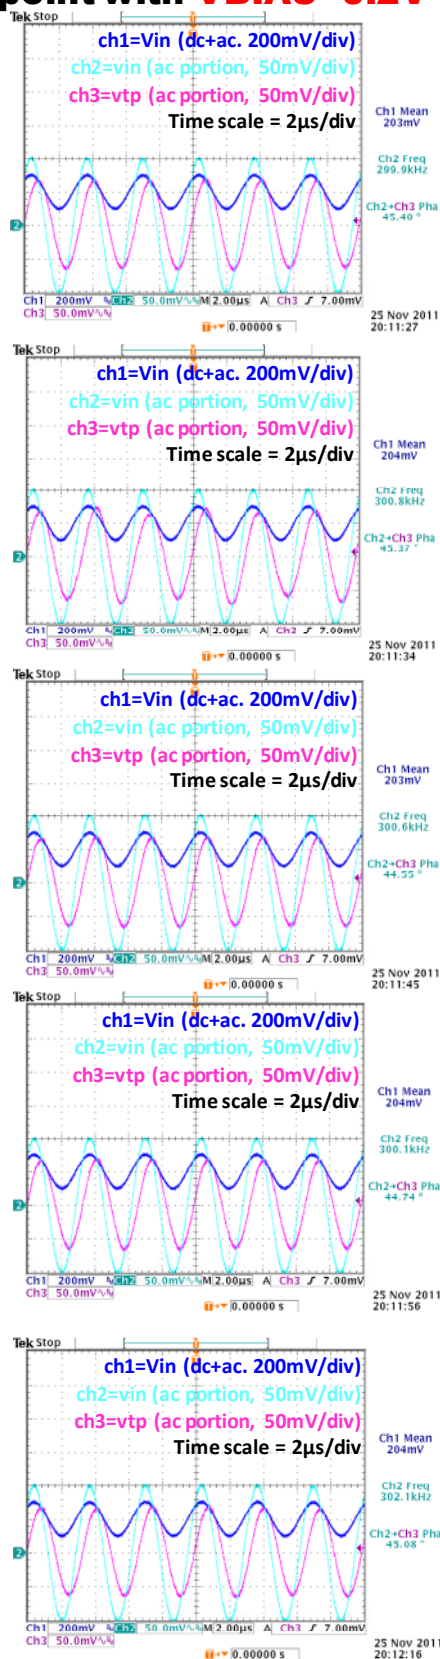 point with VBIAS=0.2V
Tek Stop
ch1=Vin (dc+ac. 200mV/div)
ch2=vin (ac portion, 50mV/div)
ch3=vtp (ac portion, 50mV/div)
Time scale = 2µs/div
Ch1 Mean
203mV
Ch2 Freq
299.9kHz
Ch2→Ch3 Pha
45.40 °
2
Ch1 200mV Ch2 50.0mV M 2.00µs A Ch3 7.00mV
Ch3 50.0mV
0.00000 s
25 Nov 2011
20:11:27
Tek Stop
ch1=Vin (dc+ac. 200mV/div)
ch2=vin (ac portion, 50mV/div)
ch3=vtp (ac portion, 50mV/div)
Time scale = 2µs/div
Ch1 Mean
204mV
Ch2 Freq
300.8kHz
Ch2→Ch3 Pha
45.37 °
2
Ch1 200mV Ch2 50.0mV M 2.00µs A Ch3 7.00mV
Ch3 50.0mV
0.00000 s
25 Nov 2011
20:11:34
Tek Stop
ch1=Vin (dc+ac. 200mV/div)
ch2=vin (ac portion, 50mV/div)
ch3=vtp (ac portion, 50mV/div)
Time scale = 2µs/div
Ch1 Mean
203mV
Ch2 Freq
300.6kHz
Ch2→Ch3 Pha
44.55 °
2
Ch1 200mV Ch2 50.0mV M 2.00µs A Ch3 7.00mV
Ch3 50.0mV
0.00000 s
25 Nov 2011
20:11:45
Tek Stop
ch1=Vin (dc+ac. 200mV/div)
ch2=vin (ac portion, 50mV/div)
ch3=vtp (ac portion, 50mV/div)
Time scale = 2µs/div
Ch1 Mean
204mV
Ch2 Freq
300.1kHz
Ch2→Ch3 Pha
44.74 °
2
Ch1 200mV Ch2 50.0mV M 2.00µs A Ch3 7.00mV
Ch3 50.0mV
0.00000 s
25 Nov 2011
20:11:56
Tek Stop
ch1=Vin (dc+ac. 200mV/div)
ch2=vin (ac portion, 50mV/div)
ch3=vtp (ac portion, 50mV/div)
Time scale = 2µs/div
Ch1 Mean
204mV
Ch2 Freq
302.1kHz
Ch2→Ch3 Pha
45.08 °
2
Ch1 200mV Ch2 50.0mV M 2.00µs A Ch3 7.00mV
Ch3 50.0mV
0.00000 s
25 Nov 2011
20:12:16